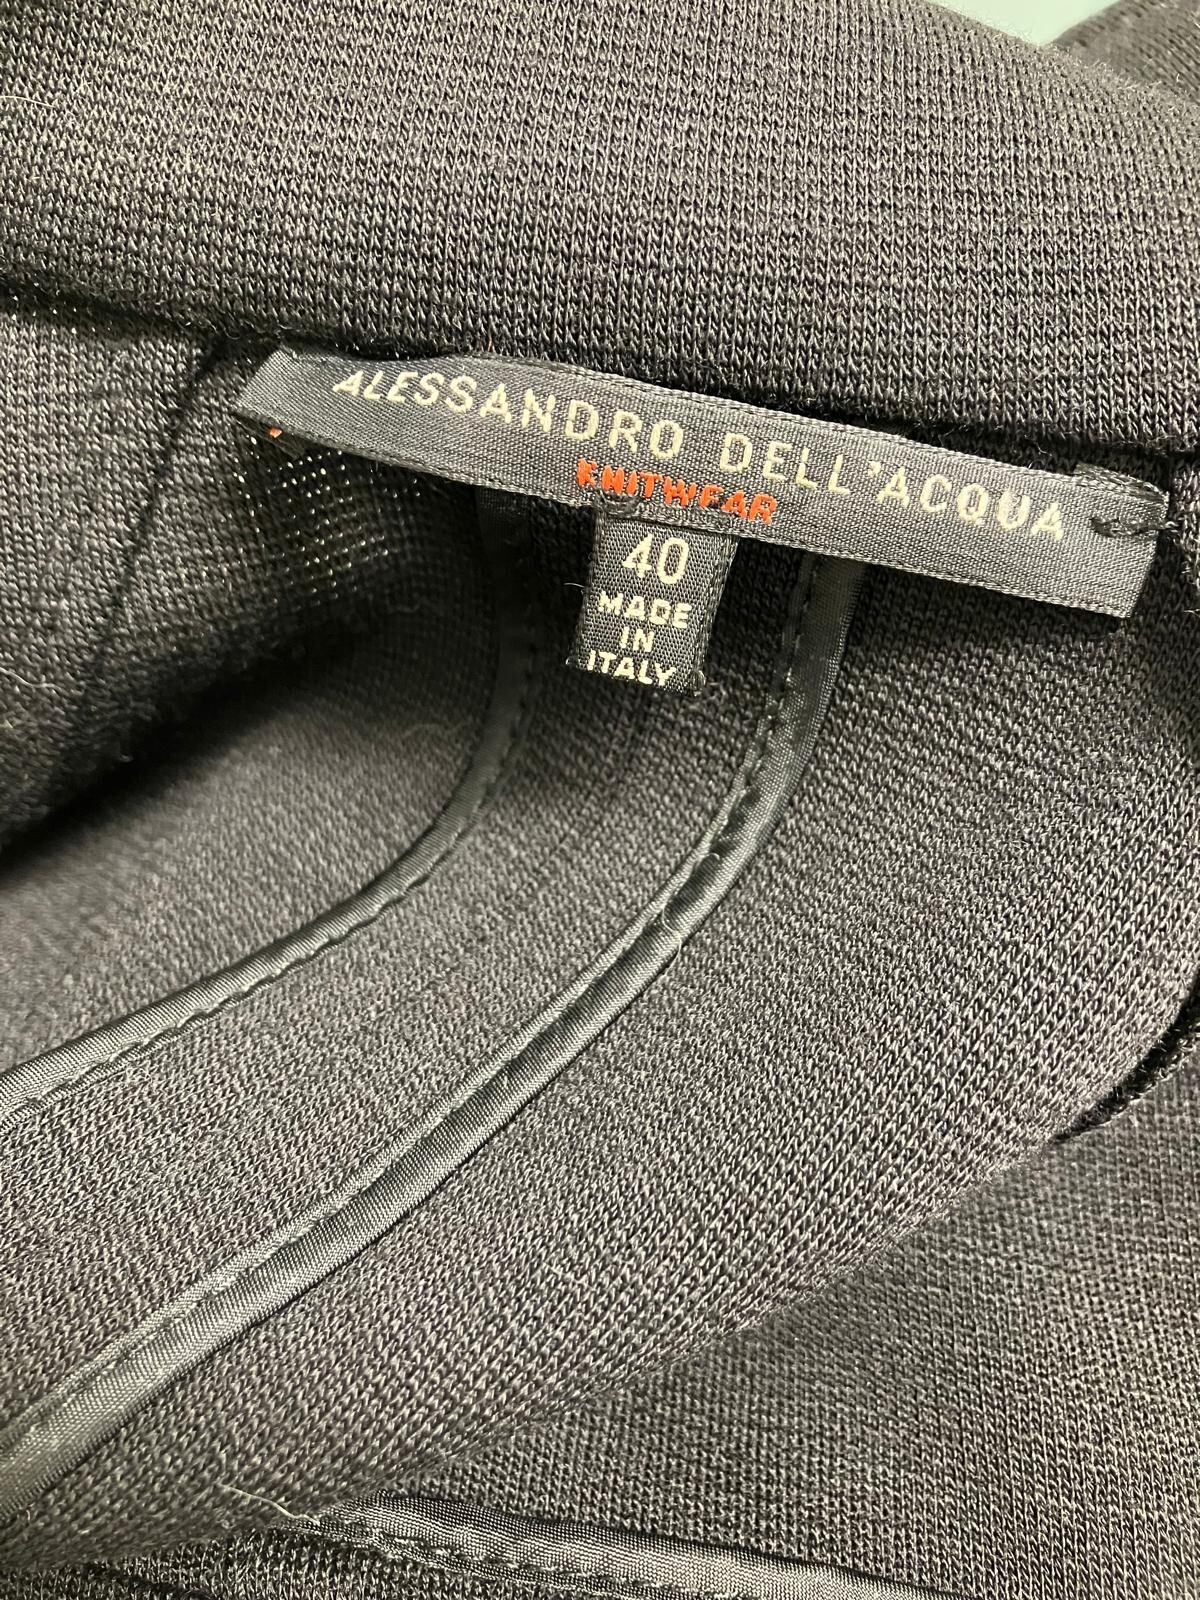 ALESSANDRO DELL'ACQUA
KNITWEAR
40
MADE
IN
ITALY